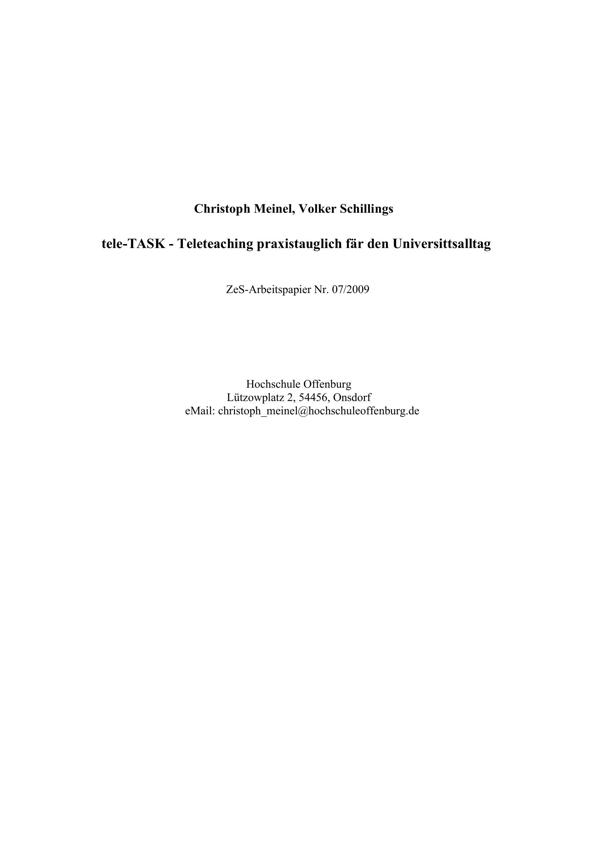 Christoph Meinel, Volker Schillings
tele-TASK - Teleteaching praxistauglich fär den Universittsalltag
ZeS-Arbeitspapier Nr. 07/2009
Hochschule Offenburg
Lützowplatz 2, 54456, Onsdorf
eMail: christoph_meinel@hochschuleoffenburg.de